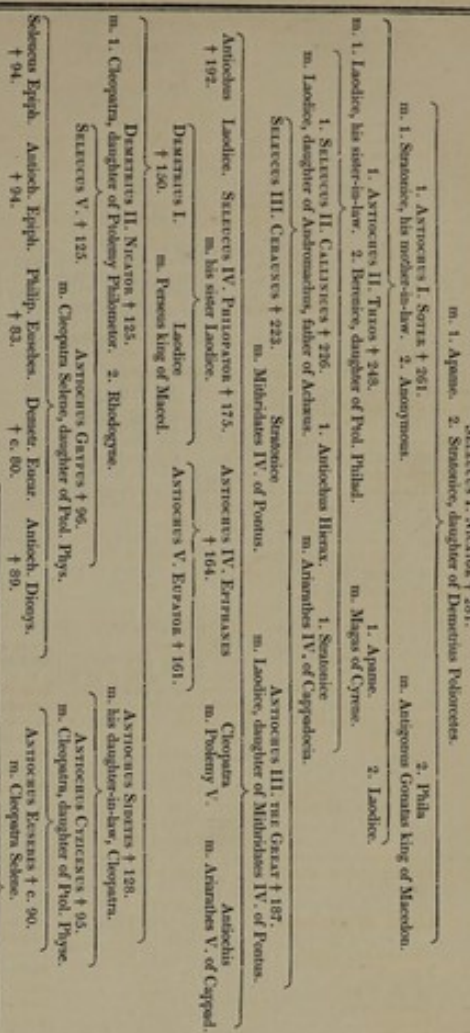 SELEUCUS I. NICATOR † 281.
m. 1. Apame. 2. Stratonice, daughter of Demetrius Poliorcetes.
1. ANTIOCHUS I. SOTER † 261. 2. Phila
m. 1. Stratonice, his mother-in-law. 2. Anonymous. m. Antigonus Gonatas king of Macedon.
1. ANTIOCHUS II. THEOS † 248. 1. Apame. 2. Laodice.
m. 1. Laodice, his sister-in-law. 2. Berenice, daughter of Ptol. Philad. m. Magas of Cyrene.
1. SELEUCUS II. CALLINICUS † 226. 1. Antiochus Hierax. 1. Stratonice
m. Laodice, daughter of Andromachus, father of Achæus. m. Ariarathes IV. of Cappadocia.
SELEUCUS III. CERAUNUS † 223. Stratonice ANTIOCHUS III. THE GREAT † 187.
m. Mithridates IV. of Pontus. m. Laodice, daughter of Mithridates IV. of Pontus.
Antiochus Laodice. SELEUCUS IV. PHILOPATOR † 175. ANTIOCHUS IV. EPIPHANES Cleopatra Antiochis
† 192. m. his sister Laodice. † 164. m. Ptolemy V. m. Ariarathes V. of Cappad.
DEMETRIUS I. Laodice ANTIOCHUS V. EUPATOR † 161.
† 150. m. Perseus king of Maced.
DEMETRIUS II. NICATOR † 125. ANTIOCHUS SIDETES † 128.
m. 1. Cleopatra, daughter of Ptolemy Philometor. 2. Rhodogyne. m. his daughter-in-law, Cleopatra.
SELEUCUS V. † 125. ANTIOCHUS GRYPUS † 96. ANTIOCHUS CYZICENUS † 95.
m. Cleopatra Selene, daughter of Ptol. Phys. m. Cleopatra, daughter of Ptol. Physc.
Seleucus Epiph. Antioch. Epiph. Philip. Eusebes. Demetr. Eucar. Antioch. Dionys. ANTIOCHUS EUSEBES † c. 90.
† 94. † 94. † 83. † c. 80. † 89. m. Cleopatra Selene.